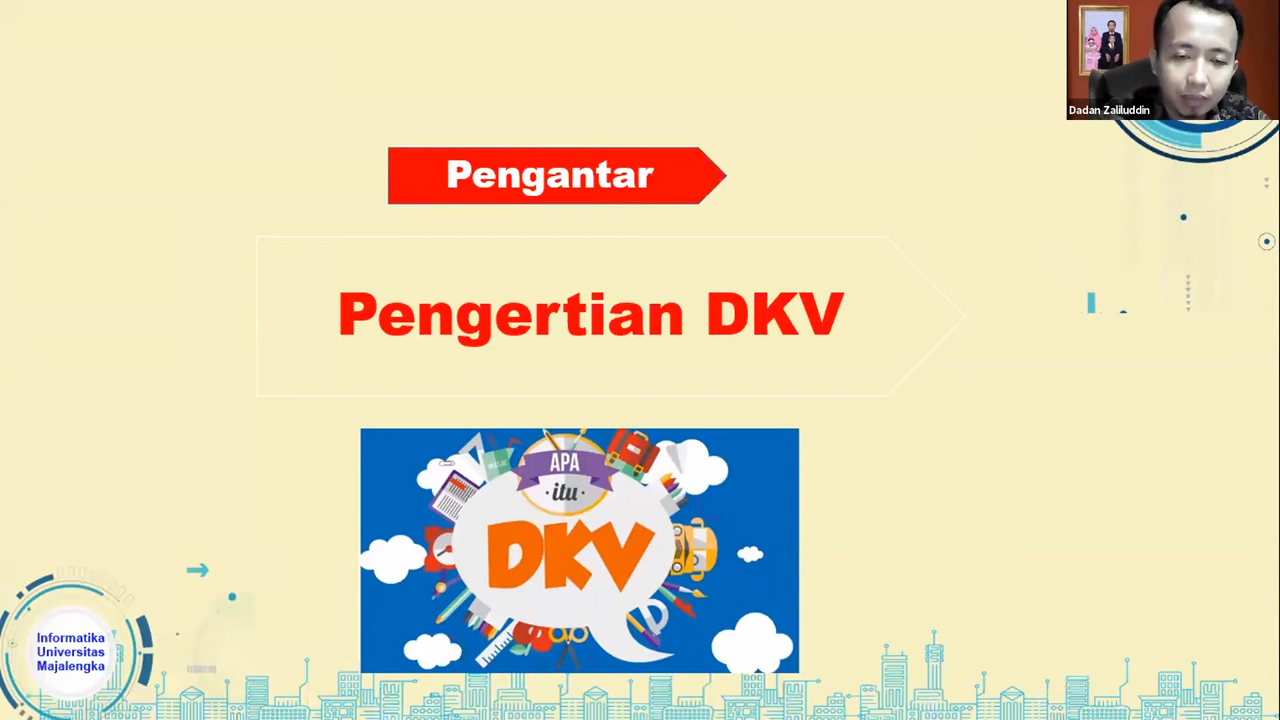 Dadan Zaliluddin
Pengantar
Pengertian DKV
APA
itu
DKV
Informatika
Universitas
Majalengka